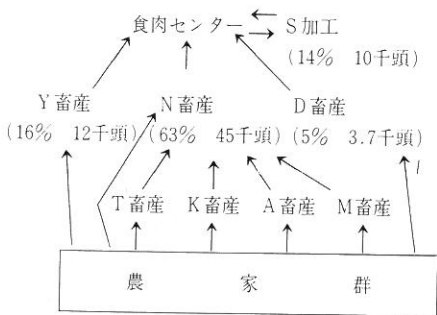 食肉センター S加工
(14% 10千頭)
Y畜産 N畜産 D畜産
(16% 12千頭) (63% 45千頭) (5% 3.7千頭)
T畜産 K畜産 A畜産 M畜産
農家群